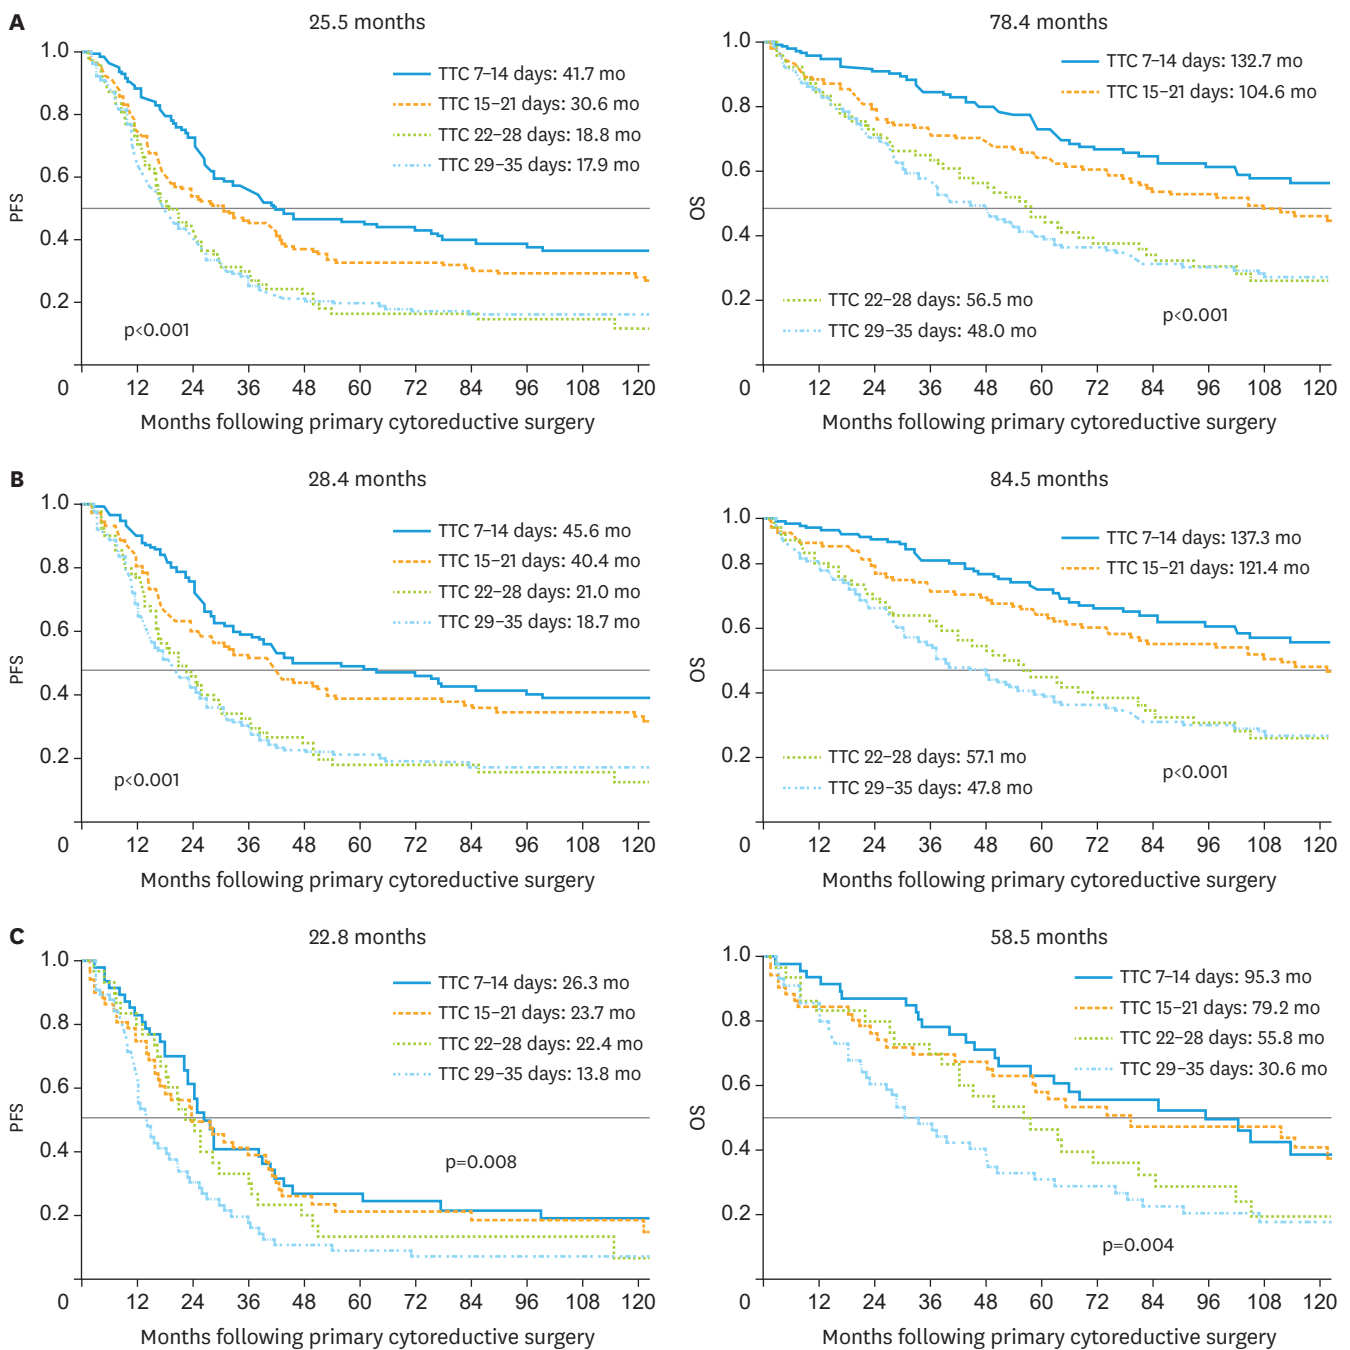 A
25.5 months
1.0
0.8
0.6
0.4
0.2
PFS
TTC 7–14 days: 41.7 mo
TTC 15–21 days: 30.6 mo
TTC 22–28 days: 18.8 mo
TTC 29–35 days: 17.9 mo
p<0.001
0 12 24 36 48 60 72 84 96 108 120
Months following primary cytoreductive surgery
78.4 months
1.0
0.8
0.6
0.4
0.2
OS
TTC 7–14 days: 132.7 mo
TTC 15–21 days: 104.6 mo
TTC 22–28 days: 56.5 mo
TTC 29–35 days: 48.0 mo
p<0.001
0 12 24 36 48 60 72 84 96 108 120
Months following primary cytoreductive surgery
B
28.4 months
1.0
0.8
0.6
0.4
0.2
PFS
TTC 7–14 days: 45.6 mo
TTC 15–21 days: 40.4 mo
TTC 22–28 days: 21.0 mo
TTC 29–35 days: 18.7 mo
p<0.001
0 12 24 36 48 60 72 84 96 108 120
Months following primary cytoreductive surgery
84.5 months
1.0
0.8
0.6
0.4
0.2
OS
TTC 7–14 days: 137.3 mo
TTC 15–21 days: 121.4 mo
TTC 22–28 days: 57.1 mo
TTC 29–35 days: 47.8 mo
p<0.001
0 12 24 36 48 60 72 84 96 108 120
Months following primary cytoreductive surgery
C
22.8 months
1.0
0.8
0.6
0.4
0.2
PFS
TTC 7–14 days: 26.3 mo
TTC 15–21 days: 23.7 mo
TTC 22–28 days: 22.4 mo
TTC 29–35 days: 13.8 mo
p=0.008
0 12 24 36 48 60 72 84 96 108 120
Months following primary cytoreductive surgery
58.5 months
1.0
0.8
0.6
0.4
0.2
OS
TTC 7–14 days: 95.3 mo
TTC 15–21 days: 79.2 mo
TTC 22–28 days: 55.8 mo
TTC 29–35 days: 30.6 mo
p=0.004
0 12 24 36 48 60 72 84 96 108 120
Months following primary cytoreductive surgery